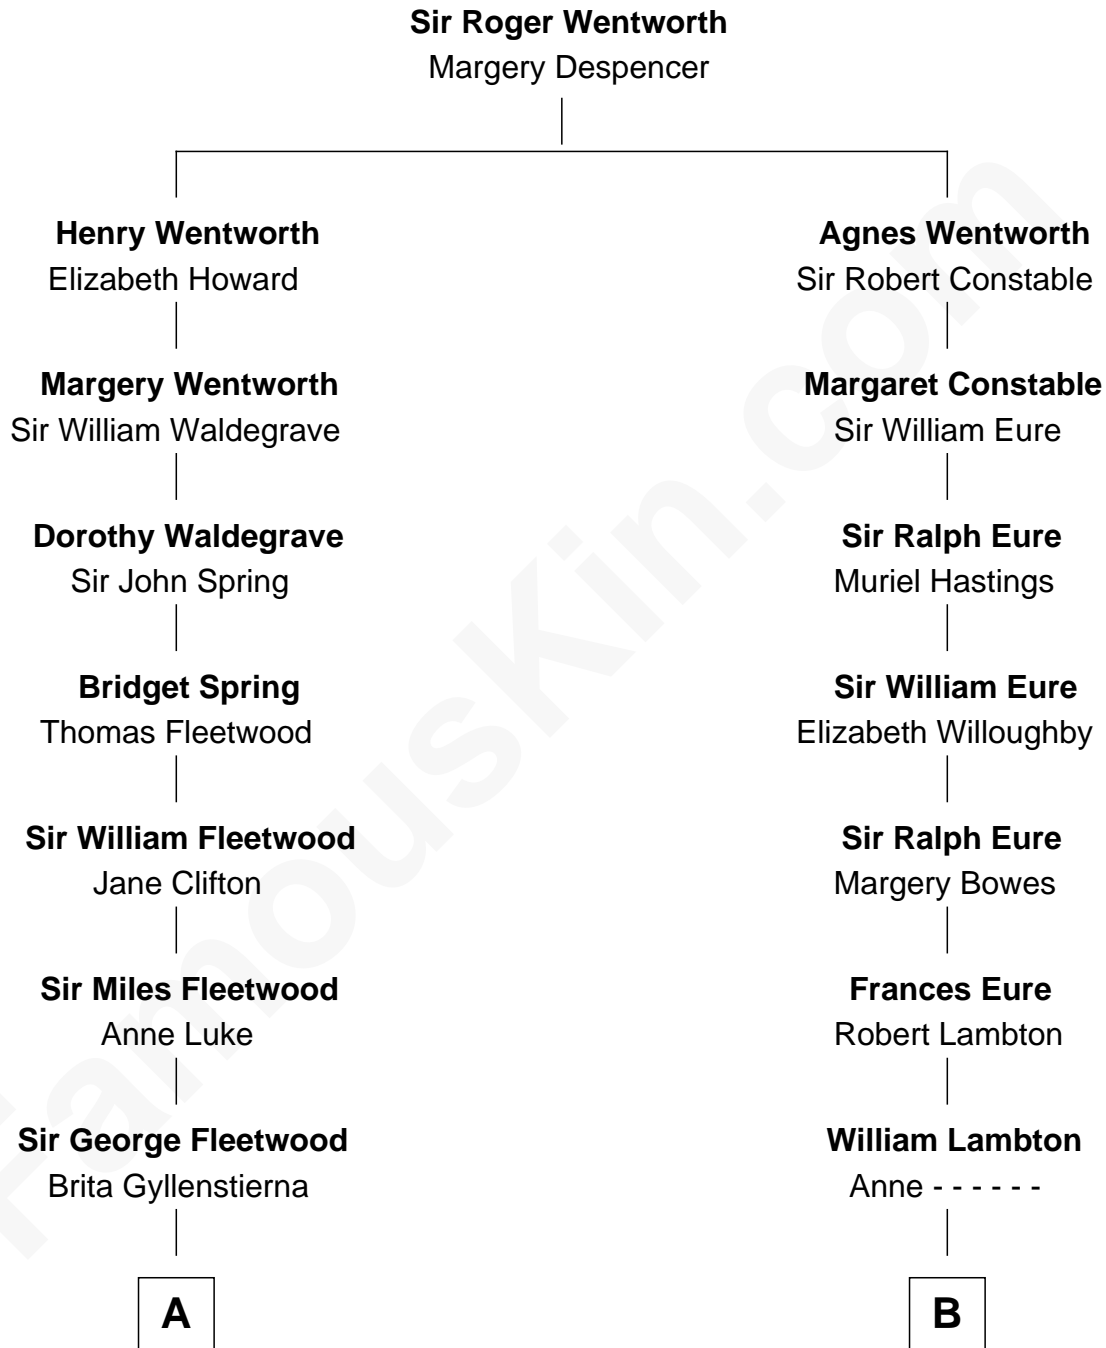 Sir Roger Wentworth
Margery Despencer
Henry Wentworth
Elizabeth Howard
Agnes Wentworth
Sir Robert Constable
Margery Wentworth
Sir William Waldegrave
Margaret Constable
Sir William Eure
Dorothy Waldegrave
Sir John Spring
Sir Ralph Eure
Muriel Hastings
Bridget Spring
Thomas Fleetwood
Sir William Eure
Elizabeth Willoughby
Sir William Fleetwood
Jane Clifton
Sir Ralph Eure
Margery Bowes
Sir Miles Fleetwood
Anne Luke
Frances Eure
Robert Lambton
Sir George Fleetwood
Brita Gyllenstierna
William Lambton
Anne - - - - - -
A
B
FamousKin.com